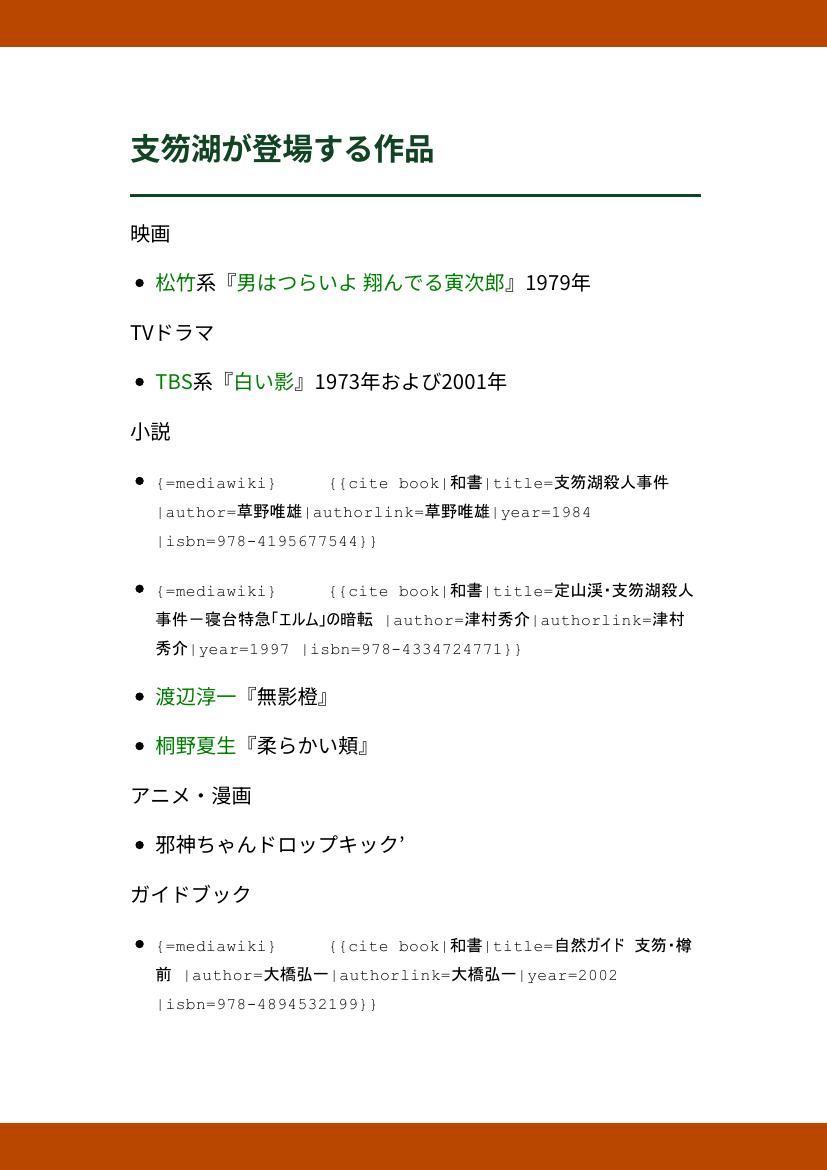 支笏湖が登場する作品
映画
• 松竹系『男はつらいよ 翔んでる寅次郎』1979年
TVドラマ
• TBS系『白い影』1973年および2001年
小説
• {=mediawiki} {{cite book|和書|title=支笏湖殺人事件
|author=草野唯雄|authorlink=草野唯雄|year=1984
|isbn=978-4195677544}}
• {=mediawiki} {{cite book|和書|title=定山渓・支笏湖殺人
事件－寝台特急「エルム」の暗転 |author=津村秀介|authorlink=津村
秀介|year=1997 |isbn=978-4334724771}}
• 渡辺淳一『無影橙』
• 桐野夏生『柔らかい頬』
アニメ・漫画
• 邪神ちゃんドロップキック’
ガイドブック
• {=mediawiki} {{cite book|和書|title=自然ガイド 支笏・樽
前 |author=大橋弘一|authorlink=大橋弘一|year=2002
|isbn=978-4894532199}}